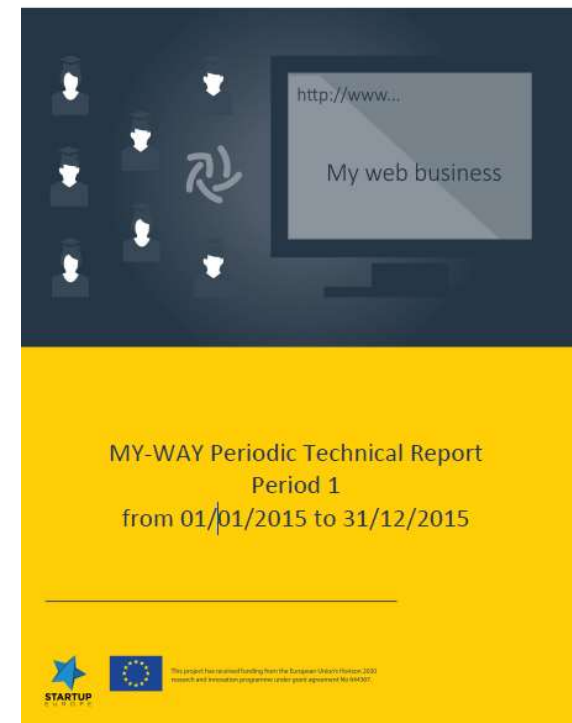 http://www...
My web business
MY-WAY Periodic Technical Report
Period 1
from 01/01/2015 to 31/12/2015
STARTUP
EUROPE
This project has received funding from the European Union's Horizon 2020
research and innovation programme under grant agreement No